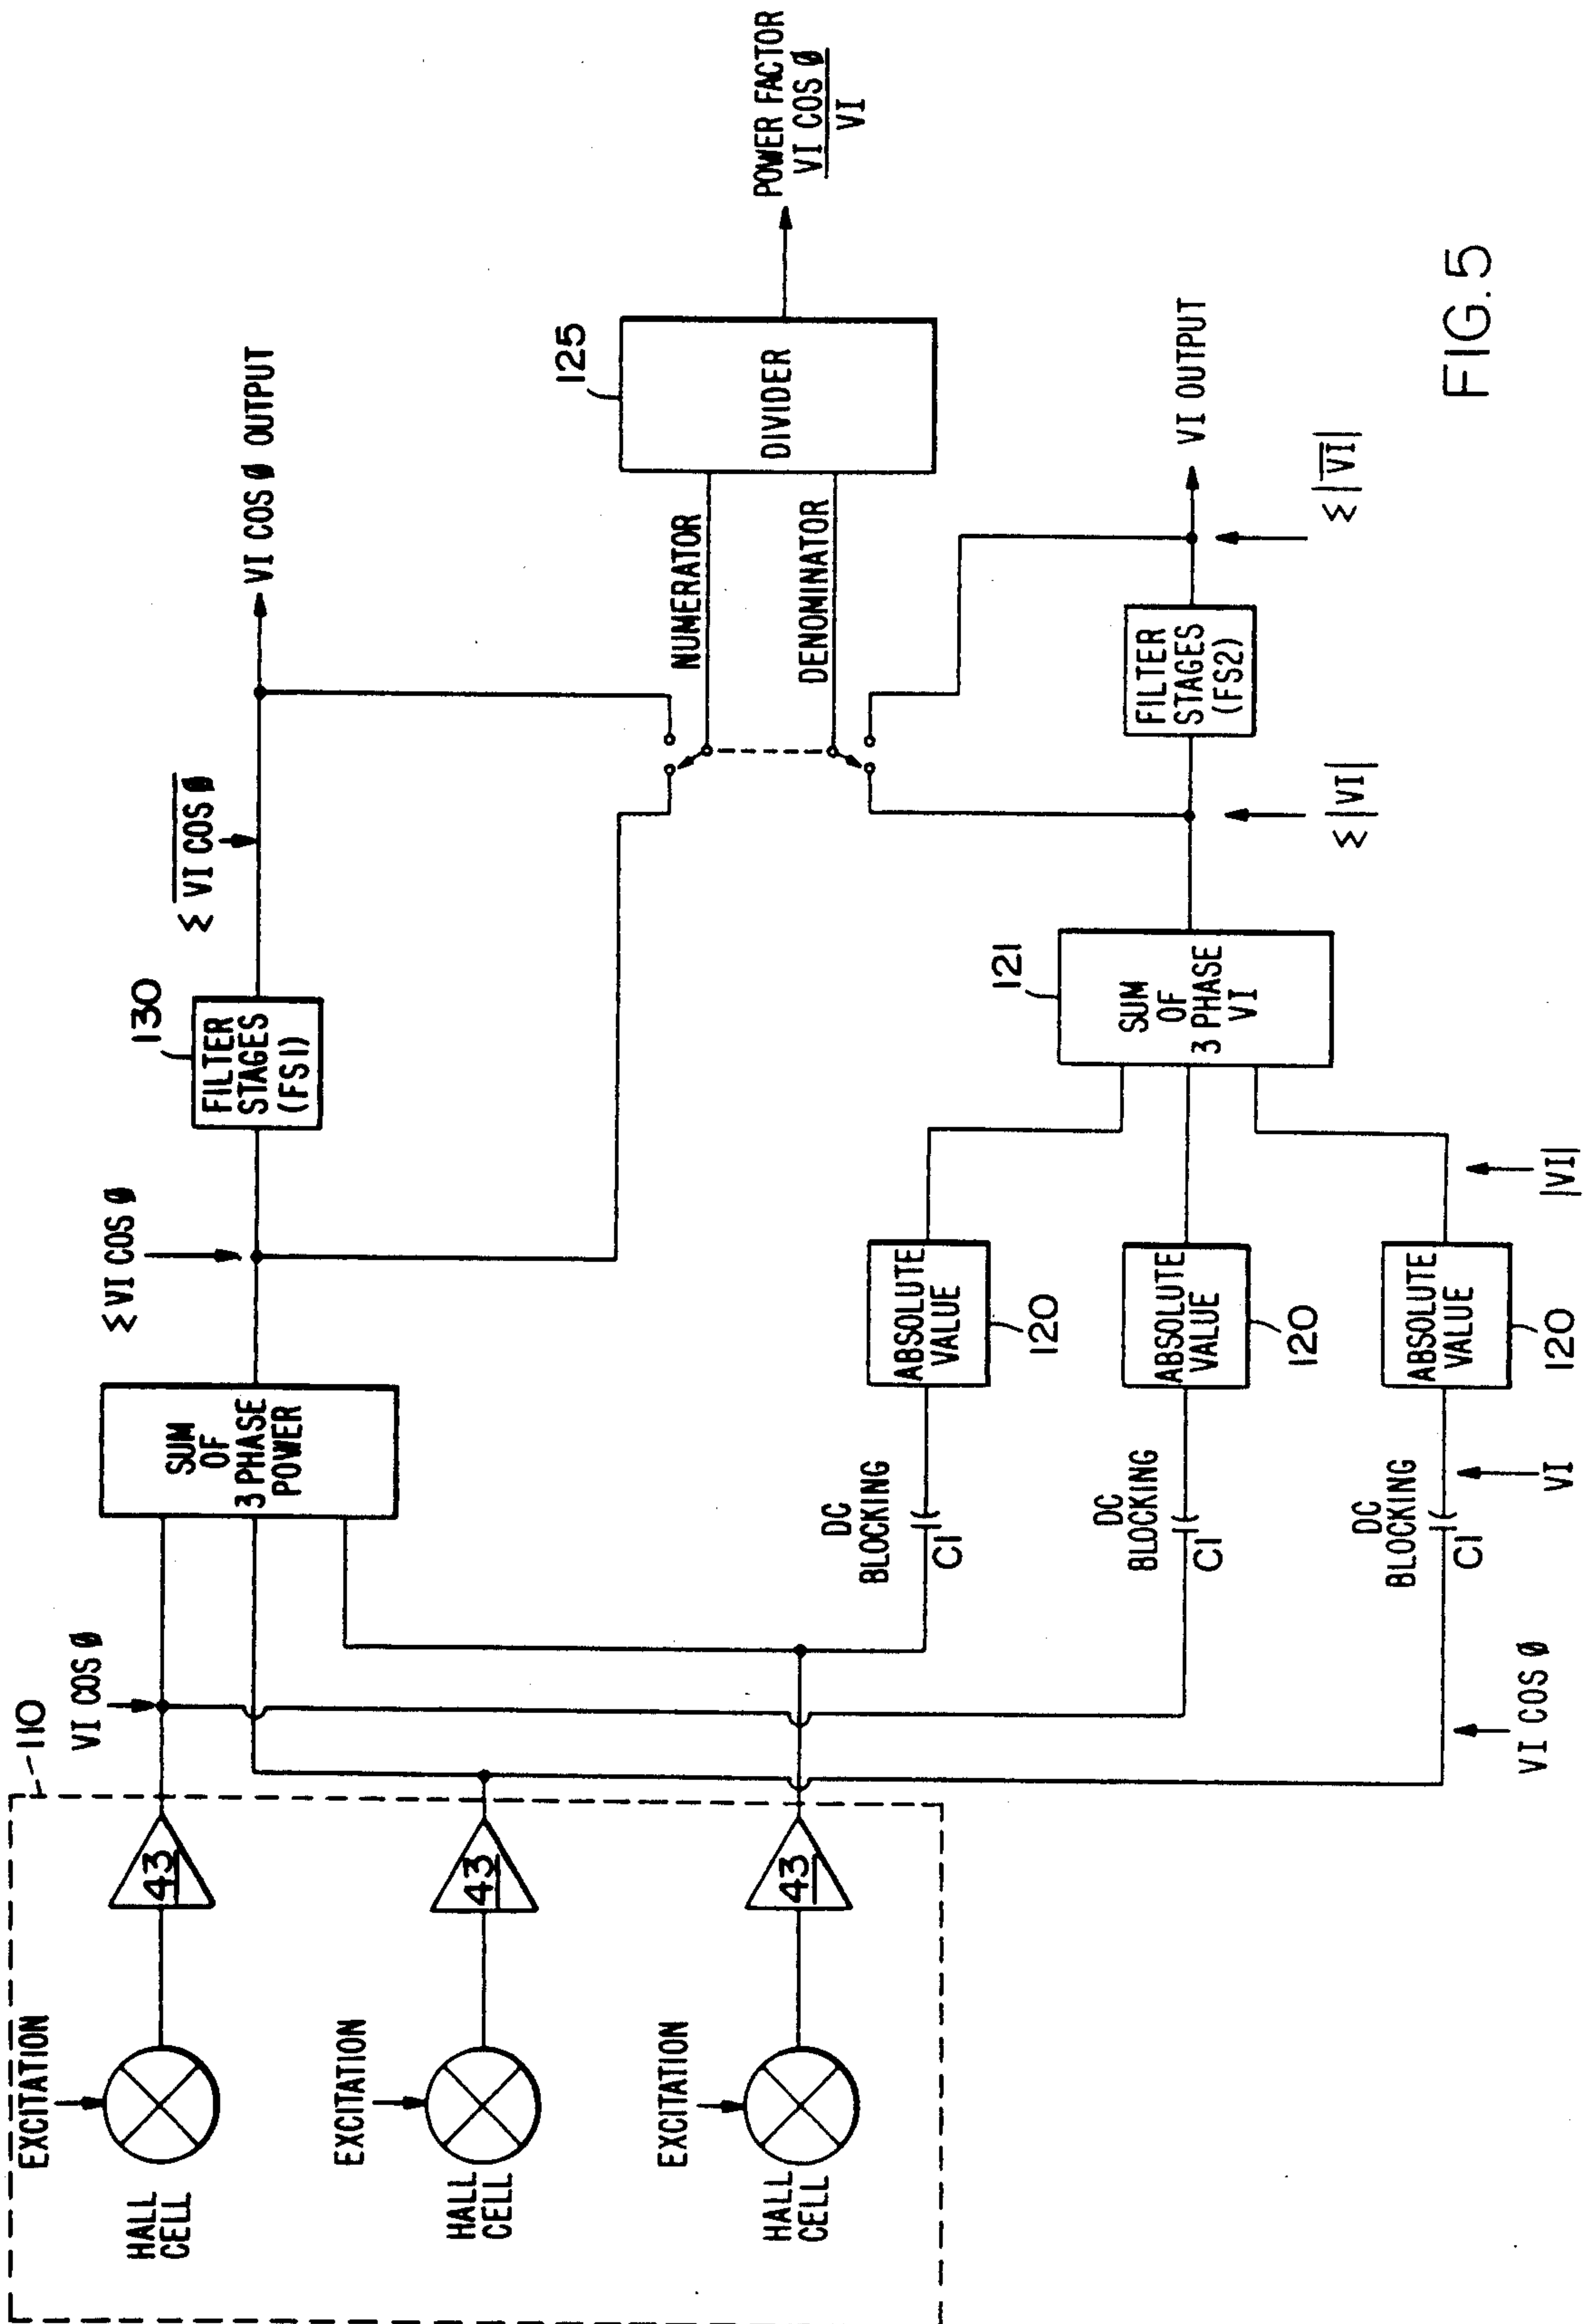 110
EXCITATION
HALL
CELL
43
EXCITATION
HALL
CELL
43
EXCITATION
HALL
CELL
43
VI COS Ø
SUM
OF
3 PHASE
POWER
Σ VI COS Ø
130
FILTER
STAGES
(FS1)
Σ VI COS Ø
VI COS Ø OUTPUT
NUMERATOR
DENOMINATOR
125
DIVIDER
POWER FACTOR
VI COS Ø
VI
DC
BLOCKING
C1
ABSOLUTE
VALUE
120
DC
BLOCKING
C1
ABSOLUTE
VALUE
120
VI COS Ø
DC
BLOCKING
C1
VI
ABSOLUTE
VALUE
120
|VI|
121
SUM
OF
3 PHASE
VI
Σ |VI|
FILTER
STAGES
(FS2)
Σ |VI|
VI OUTPUT
FIG. 5